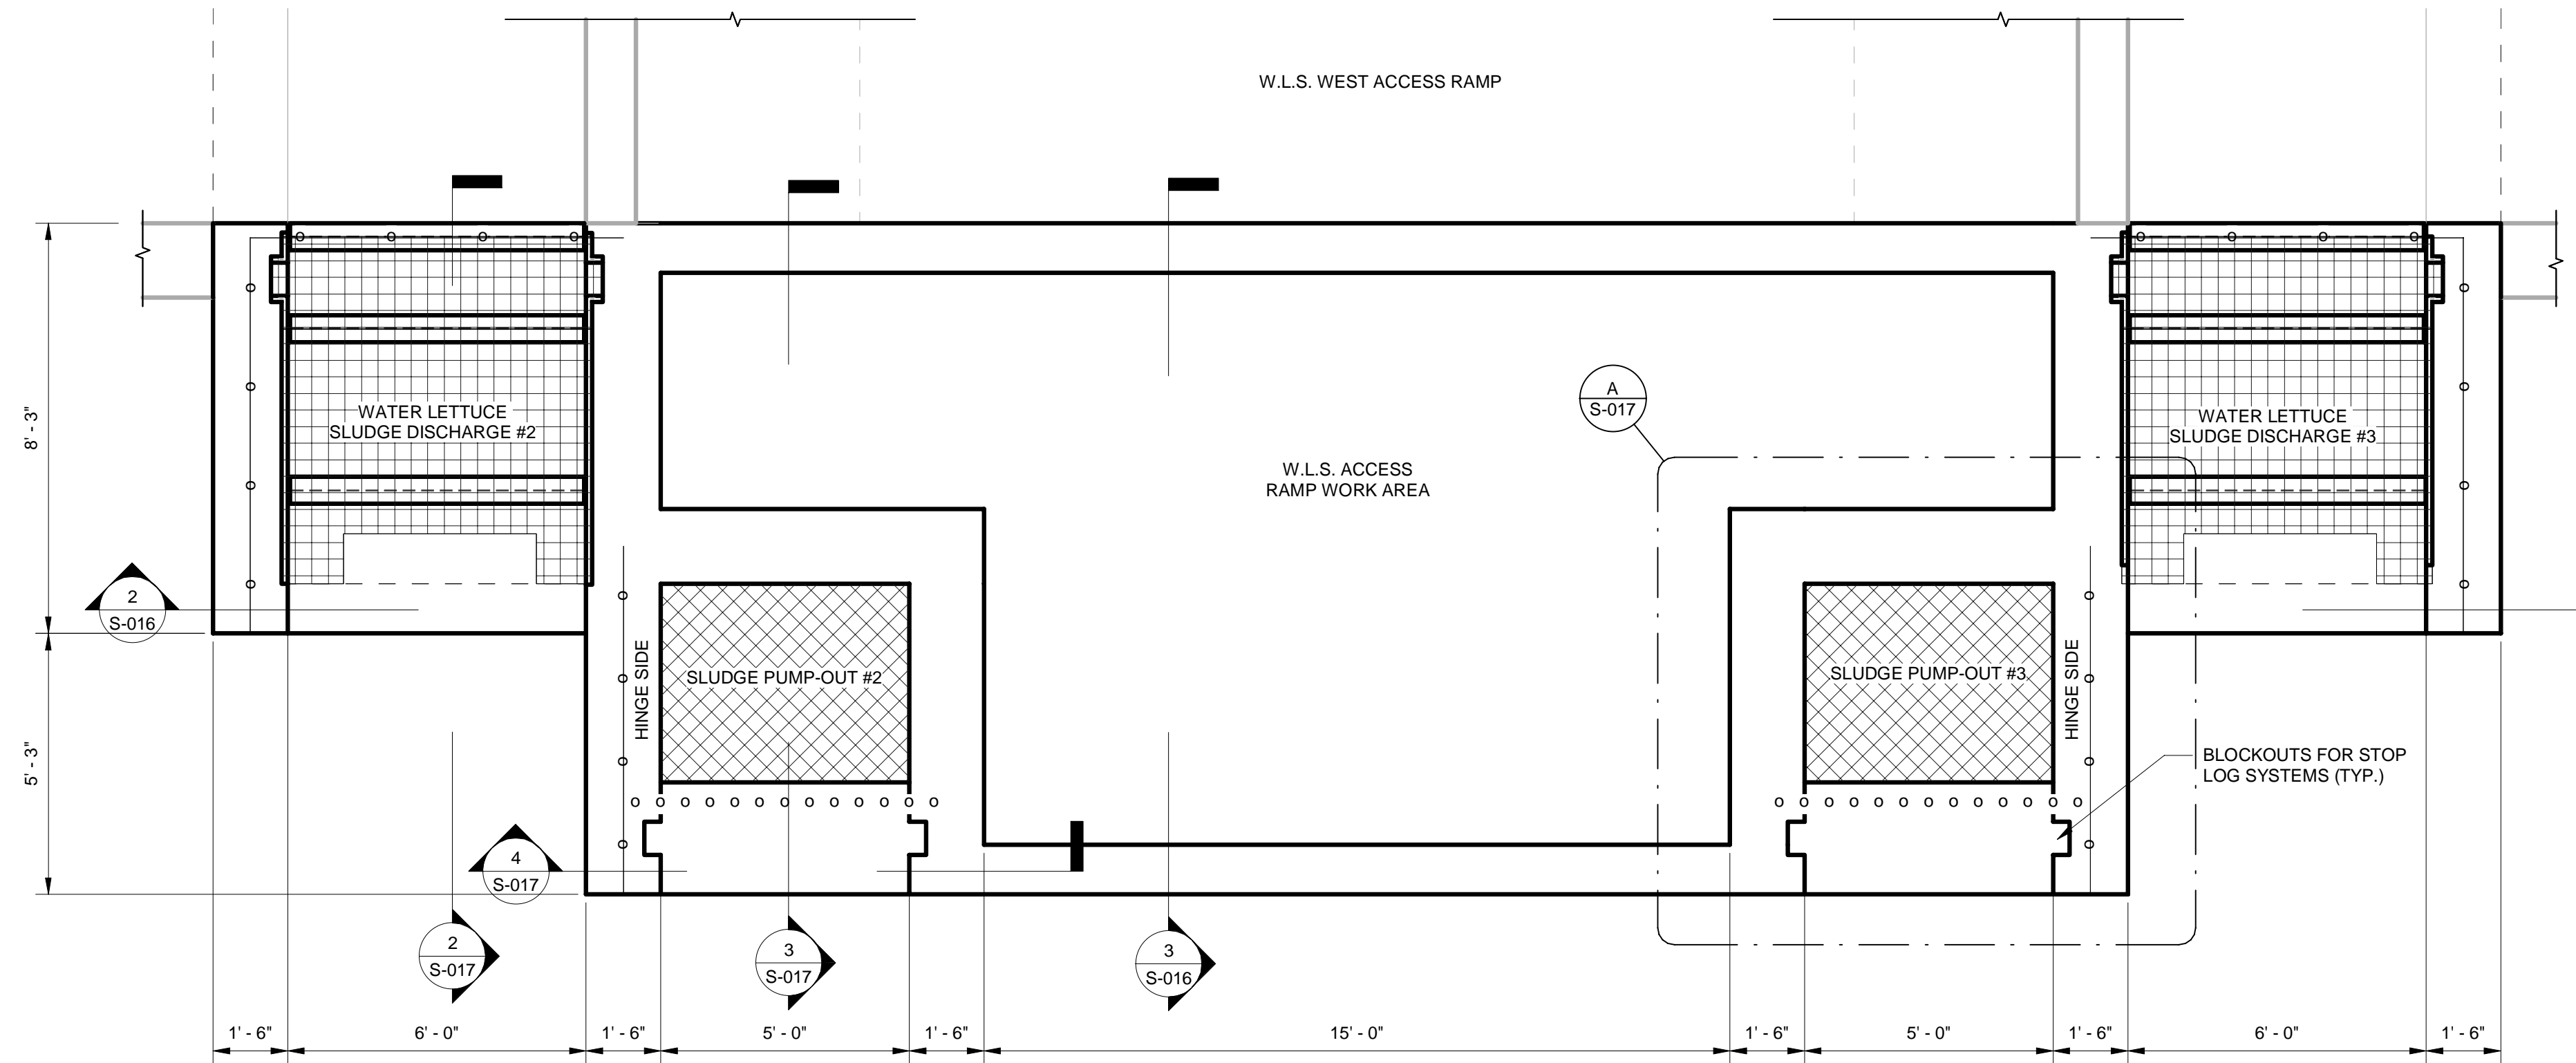 W.L.S. WEST ACCESS RAMP
A
S-017
WATER LETTUCE
SLUDGE DISCHARGE #2
WATER LETTUCE
SLUDGE DISCHARGE #3
8' - 3"
W.L.S. ACCESS
RAMP WORK AREA
2
S-016
HINGE SIDE
SLUDGE PUMP-OUT #2
SLUDGE PUMP-OUT #3
HINGE SIDE
5' - 3"
BLOCKOUTS FOR STOP
LOG SYSTEMS (TYP.)
4
S-017
2
S-017
3
S-017
3
S-016
1' - 6"
6' - 0"
1' - 6"
5' - 0"
1' - 6"
15' - 0"
1' - 6"
5' - 0"
1' - 6"
6' - 0"
1' - 6"